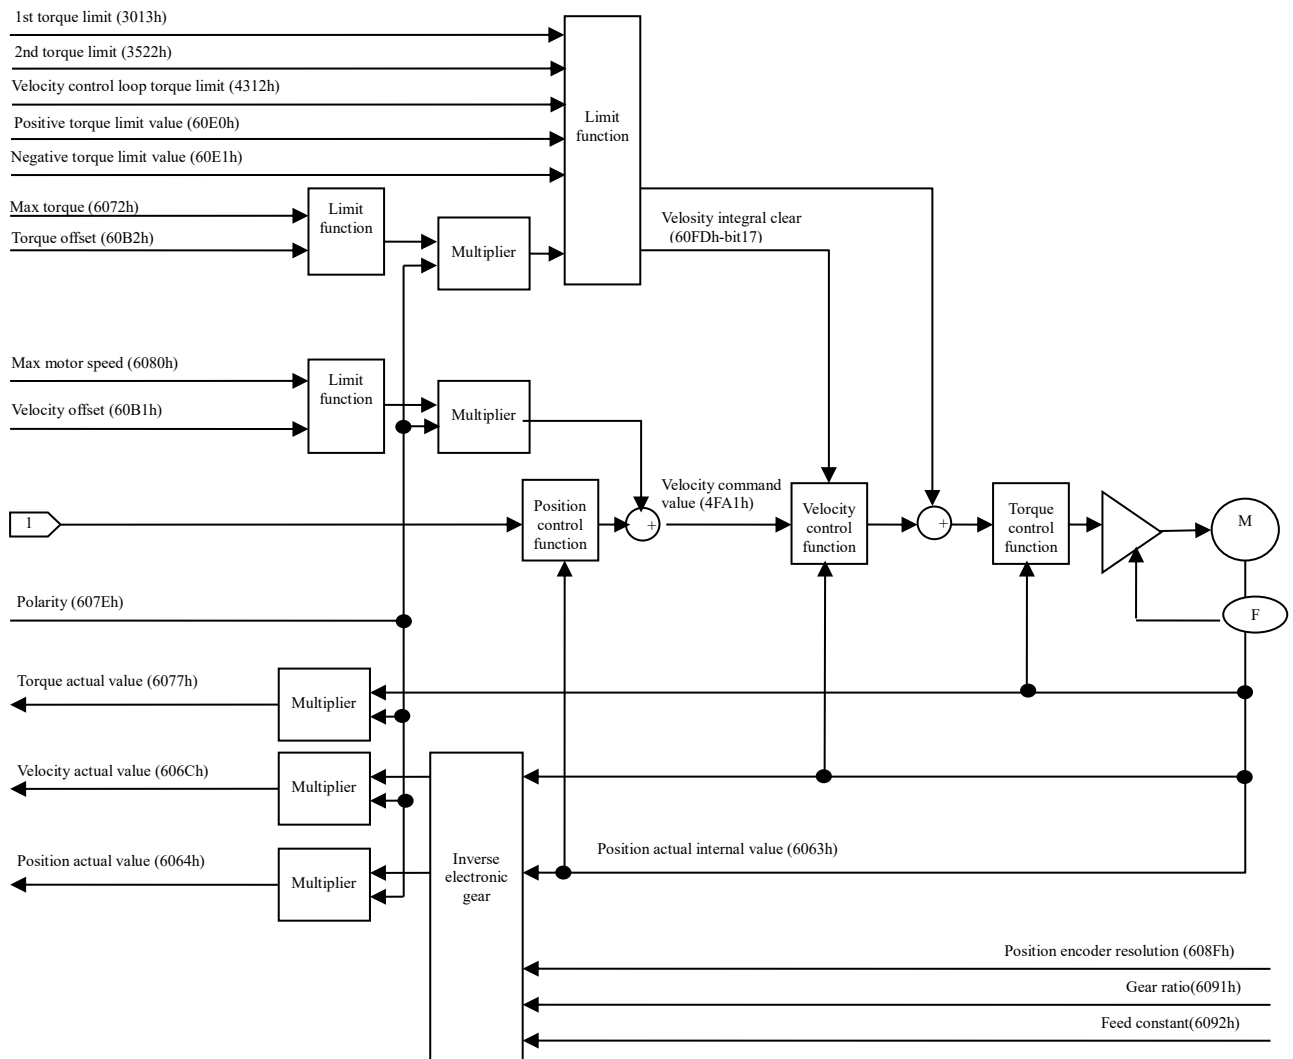 1st torque limit (3013h)
2nd torque limit (3522h)
Velocity control loop torque limit (4312h)
Positive torque limit value (60E0h)
Negative torque limit value (60E1h)
Limit
function
Max torque (6072h)
Torque offset (60B2h)
Limit
function
Multiplier
Velosity integral clear
(60FDh-bit17)
Max motor speed (6080h)
Velocity offset (60B1h)
Limit
function
Multiplier
1
Position
control
function
+
Velocity command
value (4FA1h)
Velocity
control
function
+
Torque
control
function
M
F
Polarity (607Eh)
Torque actual value (6077h)
Multiplier
Velocity actual value (606Ch)
Multiplier
Position actual value (6064h)
Multiplier
Inverse
electronic
gear
Position actual internal value (6063h)
Position encoder resolution (608Fh)
Gear ratio(6091h)
Feed constant(6092h)